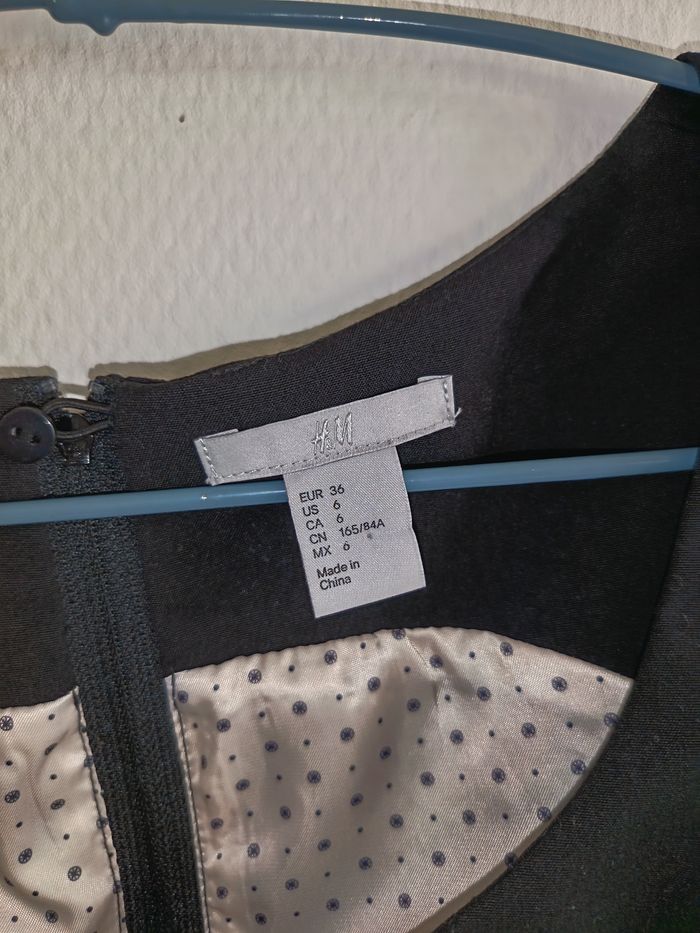 H&M
EUR 36
US 6
CA 6
CN 165/84A
MX 6
Made in
China